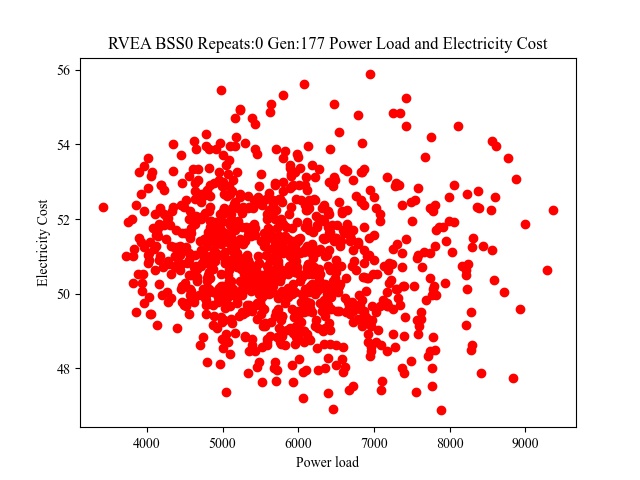 RVEA BSS0 Repeats:0 Gen:177 Power Load and Electricity Cost
56
54
52
50
48
Electricity Cost
4000 5000 6000 7000 8000 9000
Power load